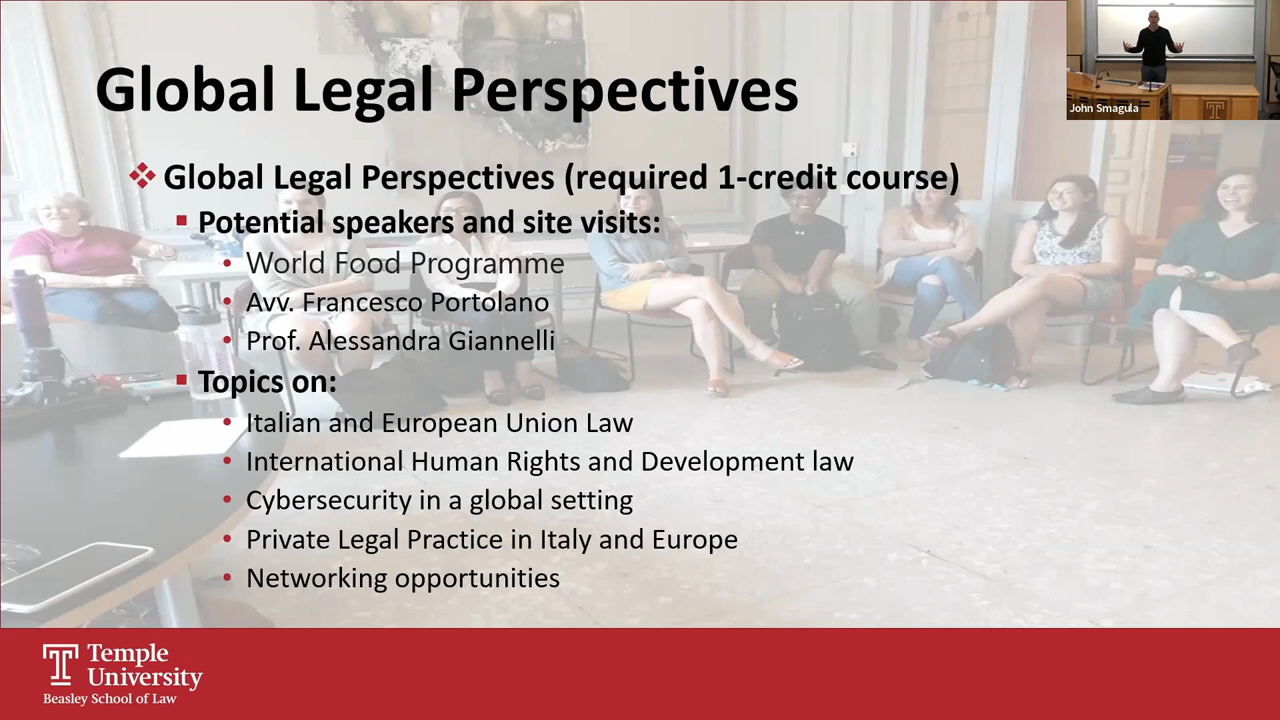 Global Legal Perspectives
John Smagula
❖ Global Legal Perspectives (required 1-credit course)
▪ Potential speakers and site visits:
• World Food Programme
• Avv. Francesco Portolano
• Prof. Alessandra Giannelli
▪ Topics on:
• Italian and European Union Law
• International Human Rights and Development law
• Cybersecurity in a global setting
• Private Legal Practice in Italy and Europe
• Networking opportunities
Temple
University
Beasley School of Law